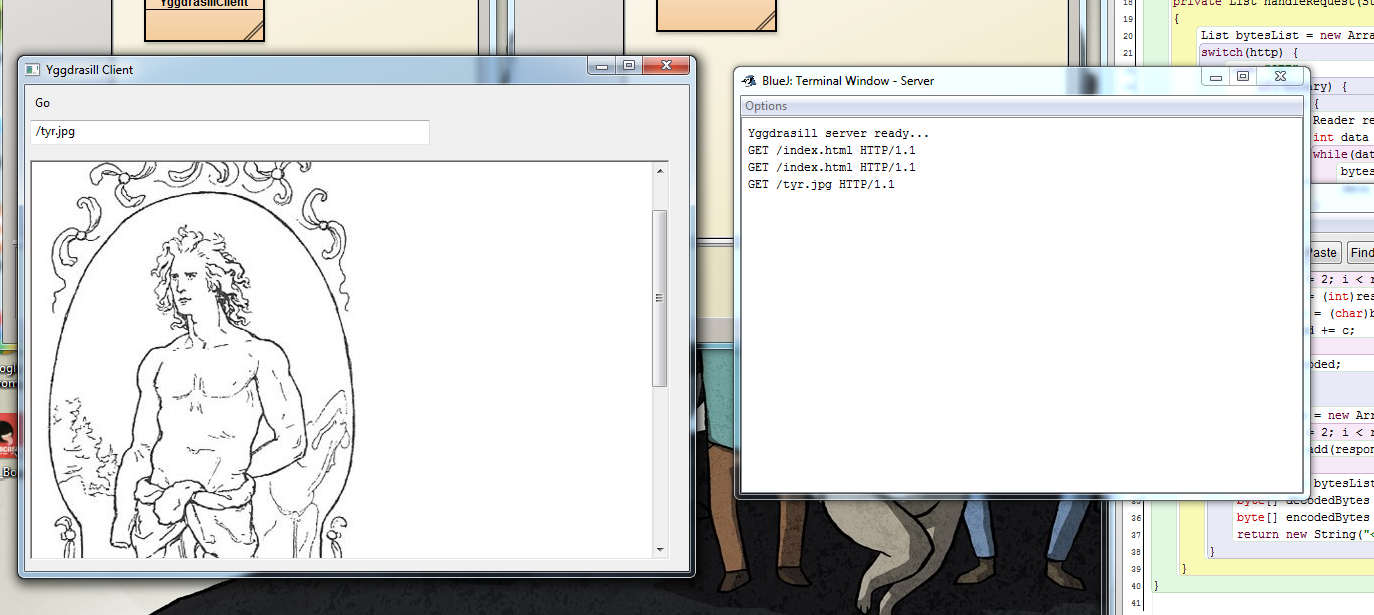 YggdrasillClient
Yggdrasill Client
Go
/tyr.jpg
BlueJ: Terminal Window - Server
Options
Yggdrasill server ready...
GET /index.html HTTP/1.1
GET /index.html HTTP/1.1
GET /tyr.jpg HTTP/1.1
18
private List handleRequest(
19
{
20
List bytesList = new Arra
21
switch(http) {
ry) {
{
Reader re
int data
while(dat
bytes
aste
Find
= 2; i < r
= (int)res
= (char)b
d += c;
oded;
= new Arr
= 2; i < r
add(respon
bytesList
byte[] decodedBytes
36
byte[] encodedBytes
37
return new String("<
38
}
39
}
40
}
41